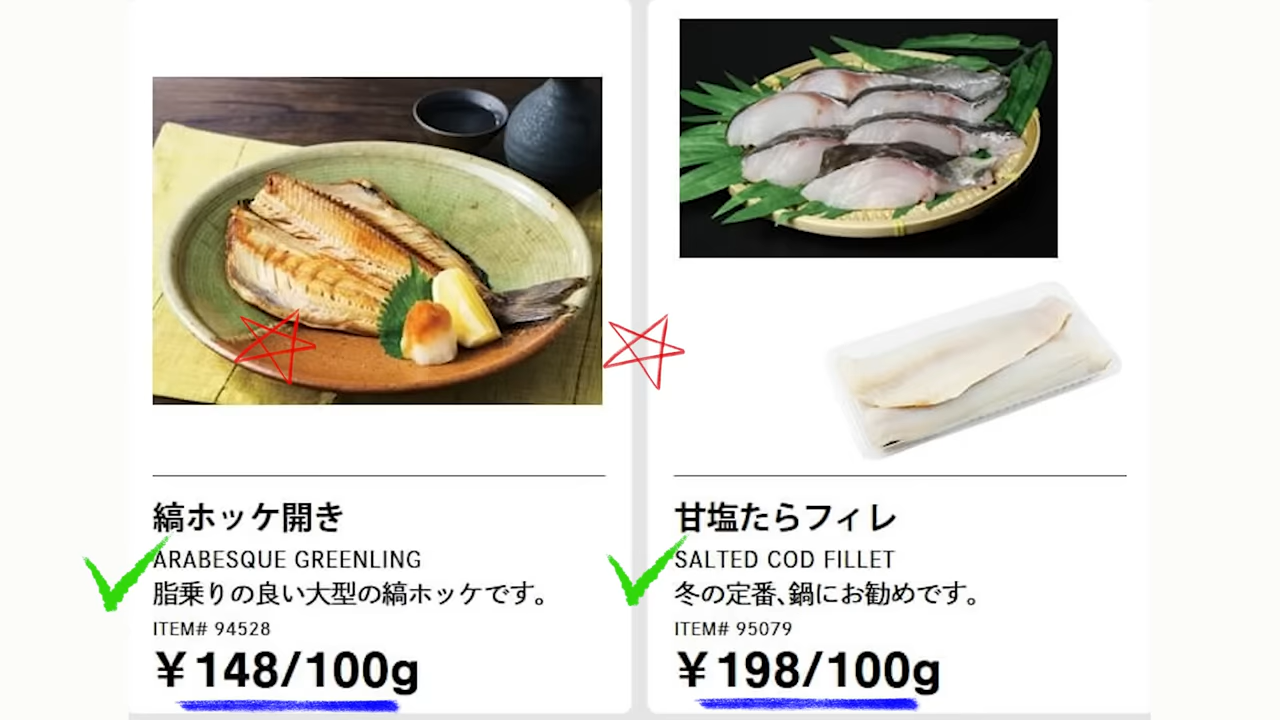 縞ホッケ開き
ARABESQUE GREENLING
脂乗りの良い大型の縞ホッケです。
ITEM# 94528
￥148/100g
甘塩たらフィレ
SALTED COD FILLET
冬の定番、鍋にお勧めです。
ITEM# 95079
￥198/100g